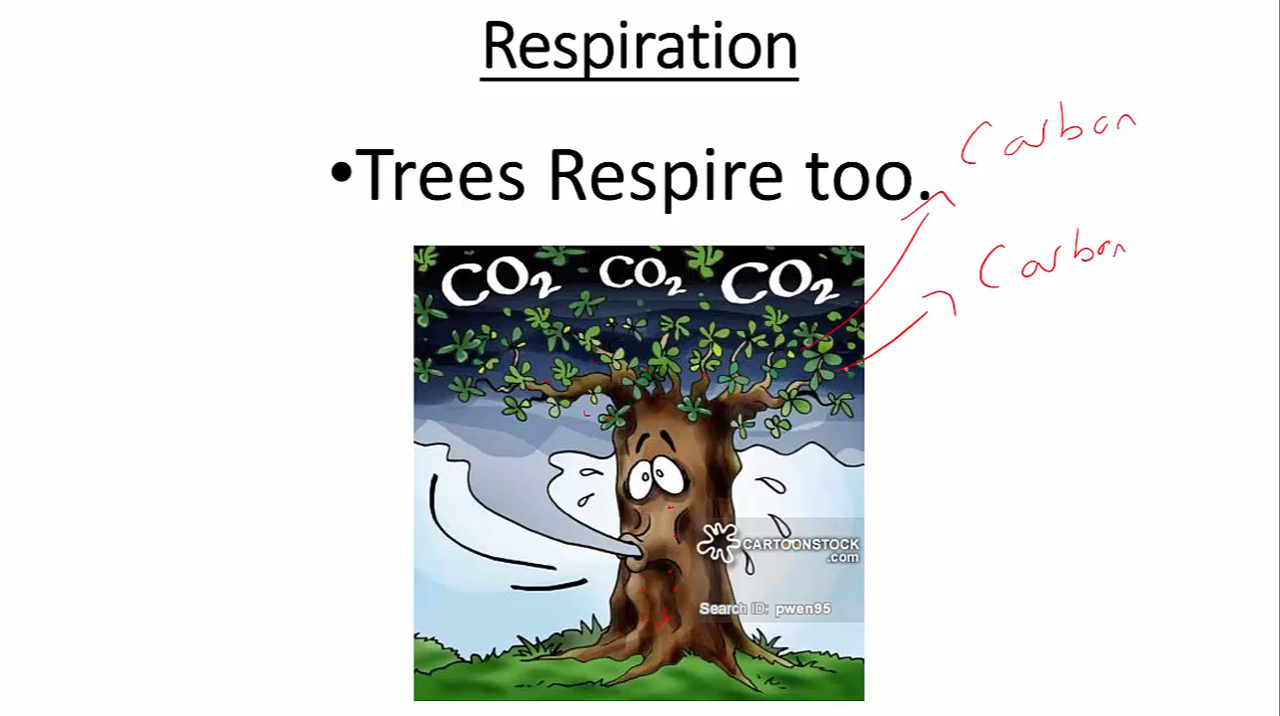 Respiration
•Trees Respire too.
Carbon
Carbon
CO2 CO2 CO2
CARTOONSTOCK
.com
Search ID: pwen95